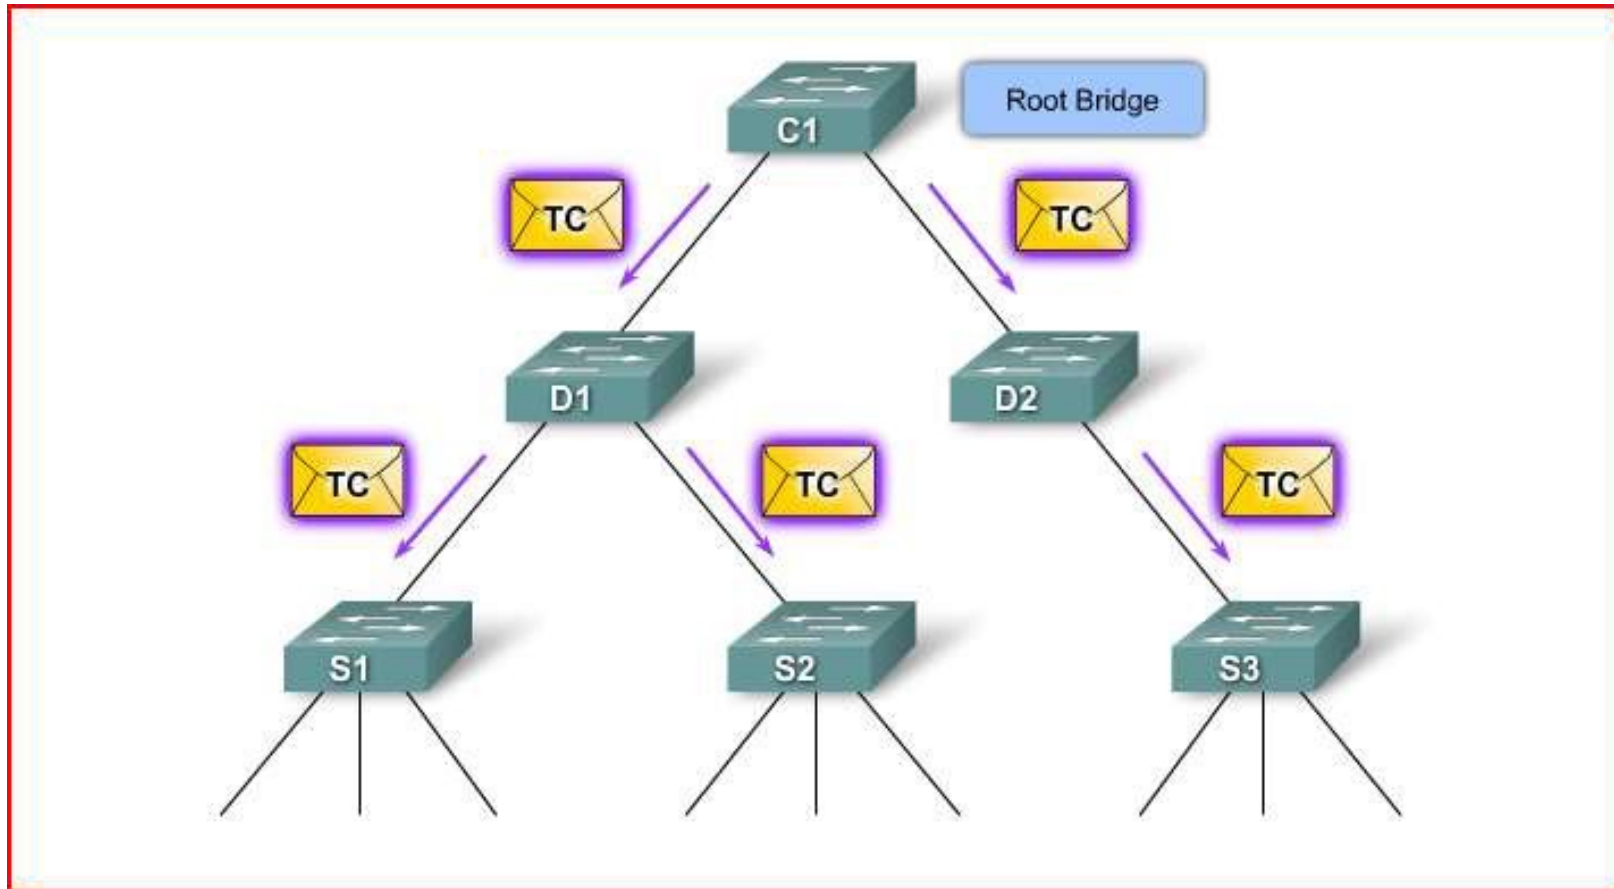 C1
Root Bridge
TC
TC
D1
D2
TC
TC
TC
S1
S2
S3